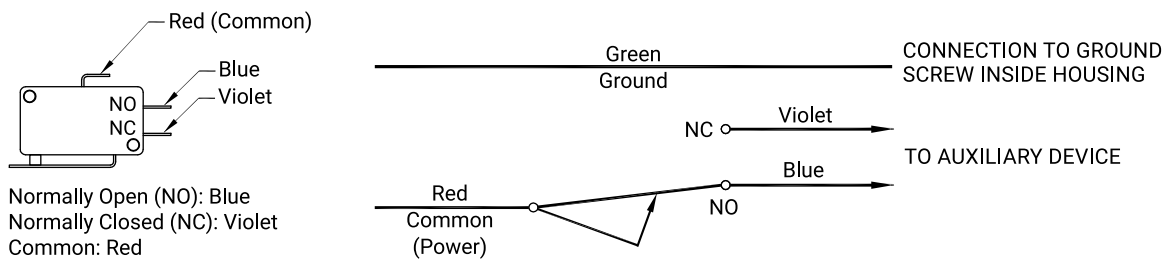 Red (Common)
Blue
Violet
NO
NC
Normally Open (NO): Blue
Normally Closed (NC): Violet
Common: Red
Green
Ground
CONNECTION TO GROUND
SCREW INSIDE HOUSING
NC
Violet
TO AUXILIARY DEVICE
Blue
NO
Red
Common
(Power)